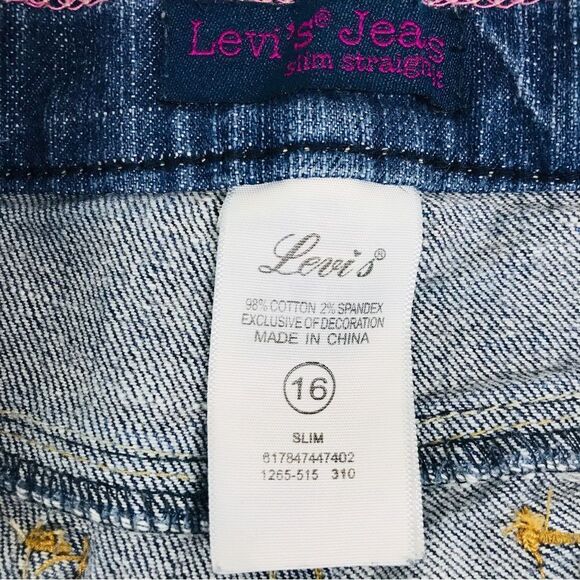 Levi's® Jeas
slim straight
Levi's®
98% COTTON 2% SPANDEX
EXCLUSIVE OF DECORATION
MADE IN CHINA
16
SLIM
617847447402
1265-515 310